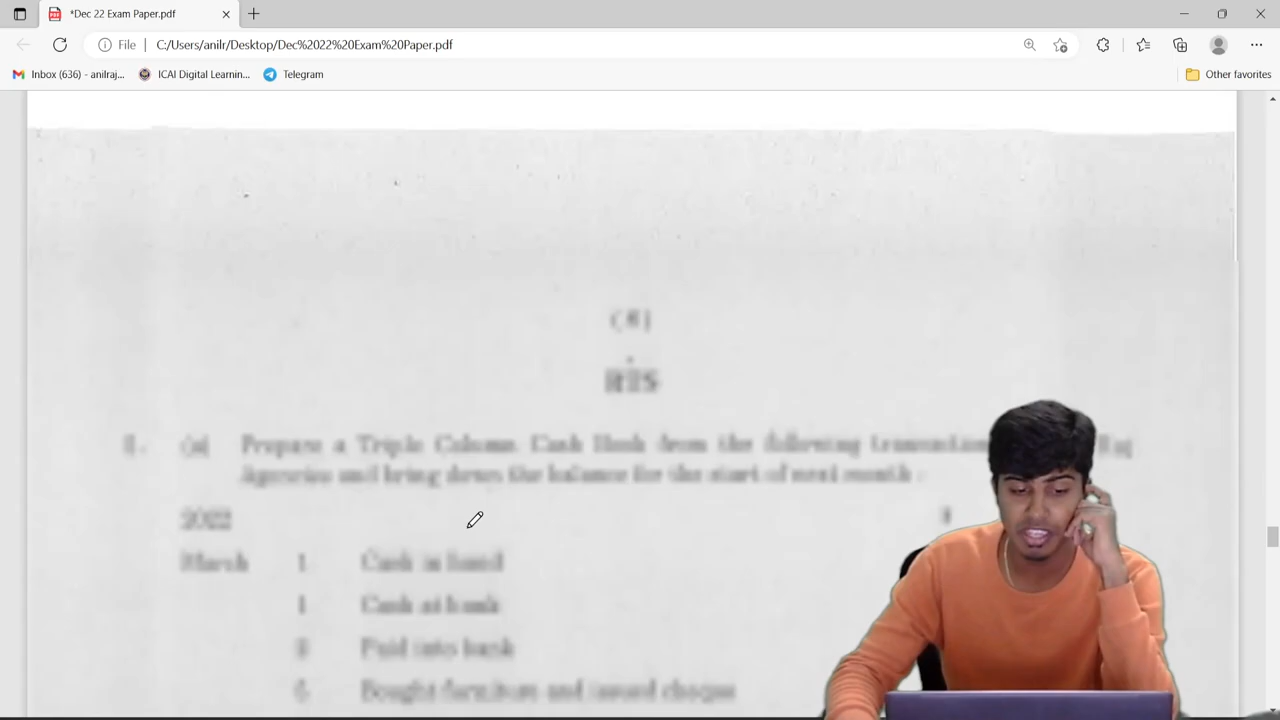 *Dec 22 Exam Paper.pdf
File C:/Users/anilr/Desktop/Dec%2022%20Exam%20Paper.pdf
Inbox (636) - anilraj... ICAI Digital Learnin... Telegram Other favorites
(8)
RTS
(a) Prepare a Triple Column Cash Book from the following
Agencies and bring down the balance for the start of next month :
2022
March 1 Cash in hand
1 Cash at bank
Paid into bank
5 Bought furniture and issued cheque